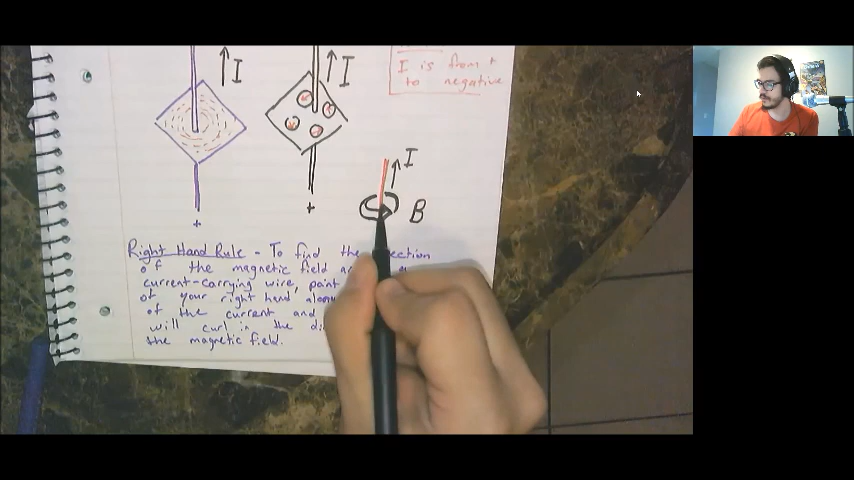 I
I
I is from +
to negative
I
B
+
+
Right Hand Rule - To find the
of the magnetic field
current-carrying wire, point
of your right hand
of the current and
will curl in the
the magnetic field.